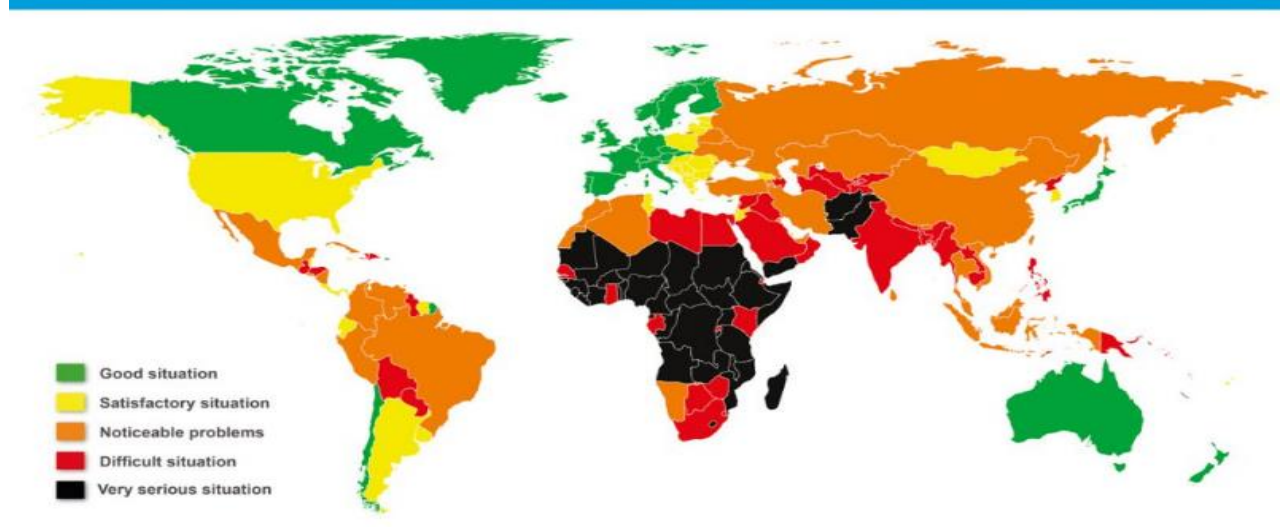 Good situation
Satisfactory situation
Noticeable problems
Difficult situation
Very serious situation